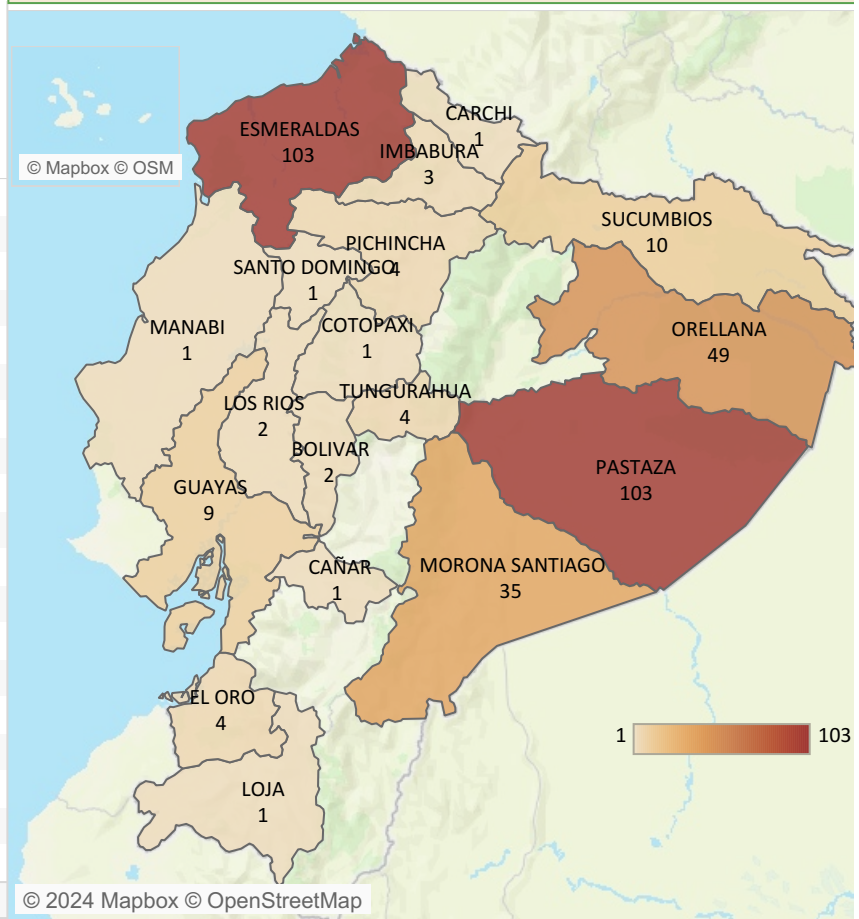 ESMERALDAS
103
CARCHI
1
IMBABURA
3
© Mapbox © OSM
SUCUMBIOS
10
PICHINCHA
4
SANTO DOMINGO
1
MANABI
1
COTOPAXI
1
ORELLANA
49
TUNGURAHUA
4
LOS RIOS
2
BOLIVAR
2
PASTAZA
103
GUAYAS
9
CAÑAR
1
MORONA SANTIAGO
35
EL ORO
4
1 103
LOJA
1
© 2024 Mapbox © OpenStreetMap